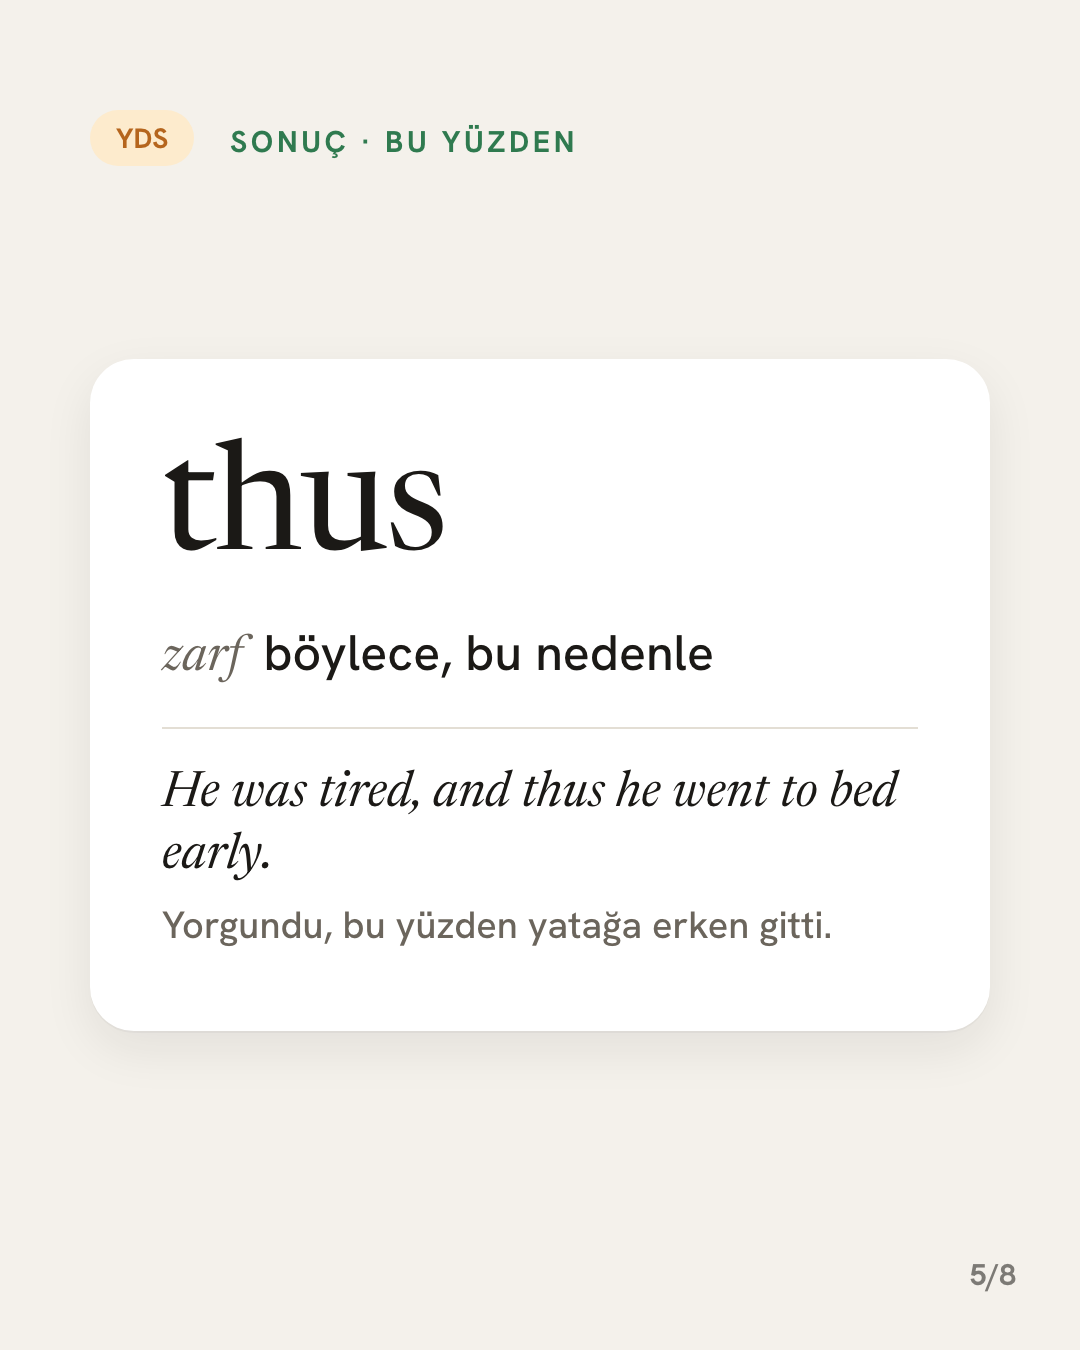 YDS
SONUÇ · BU YÜZDEN
thus
zarf böylece, bu nedenle
He was tired, and thus he went to bed
early.
Yorgundu, bu yüzden yatağa erken gitti.
5/8